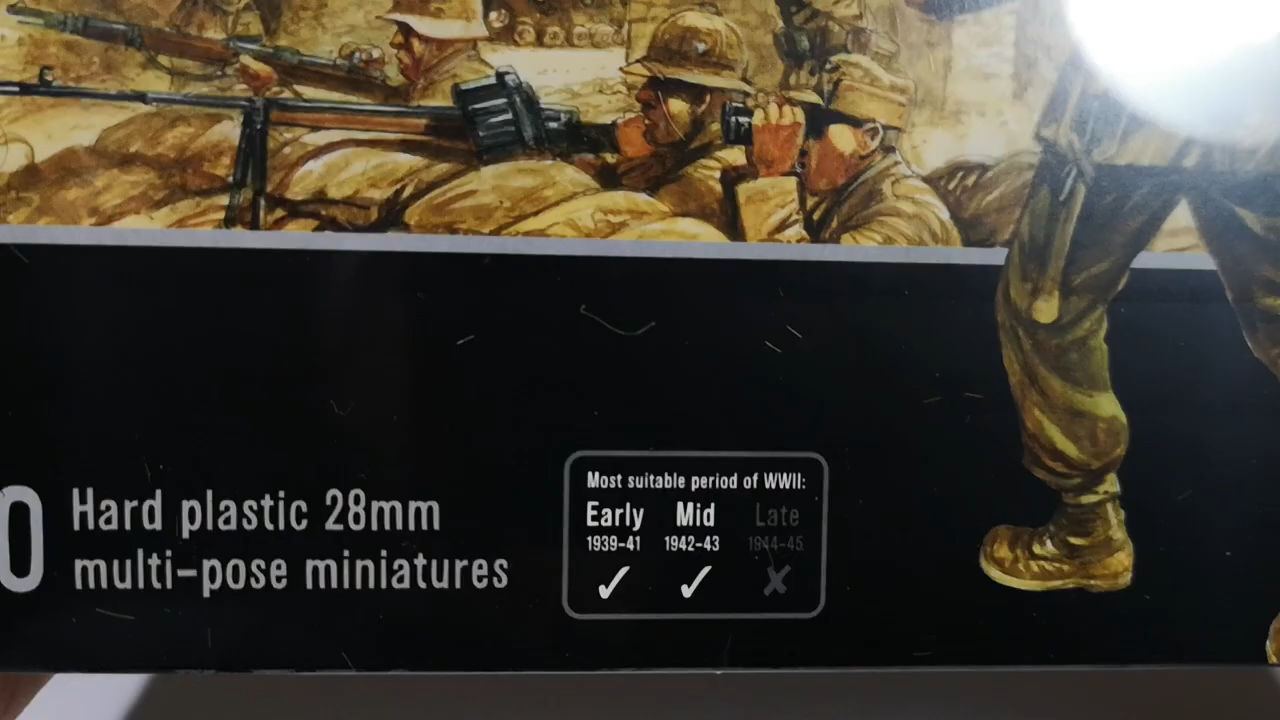 0 Hard plastic 28mm
multi-pose miniatures
Most suitable period of WWII:
Early Mid Late
1939-41 1942-43 1944-45